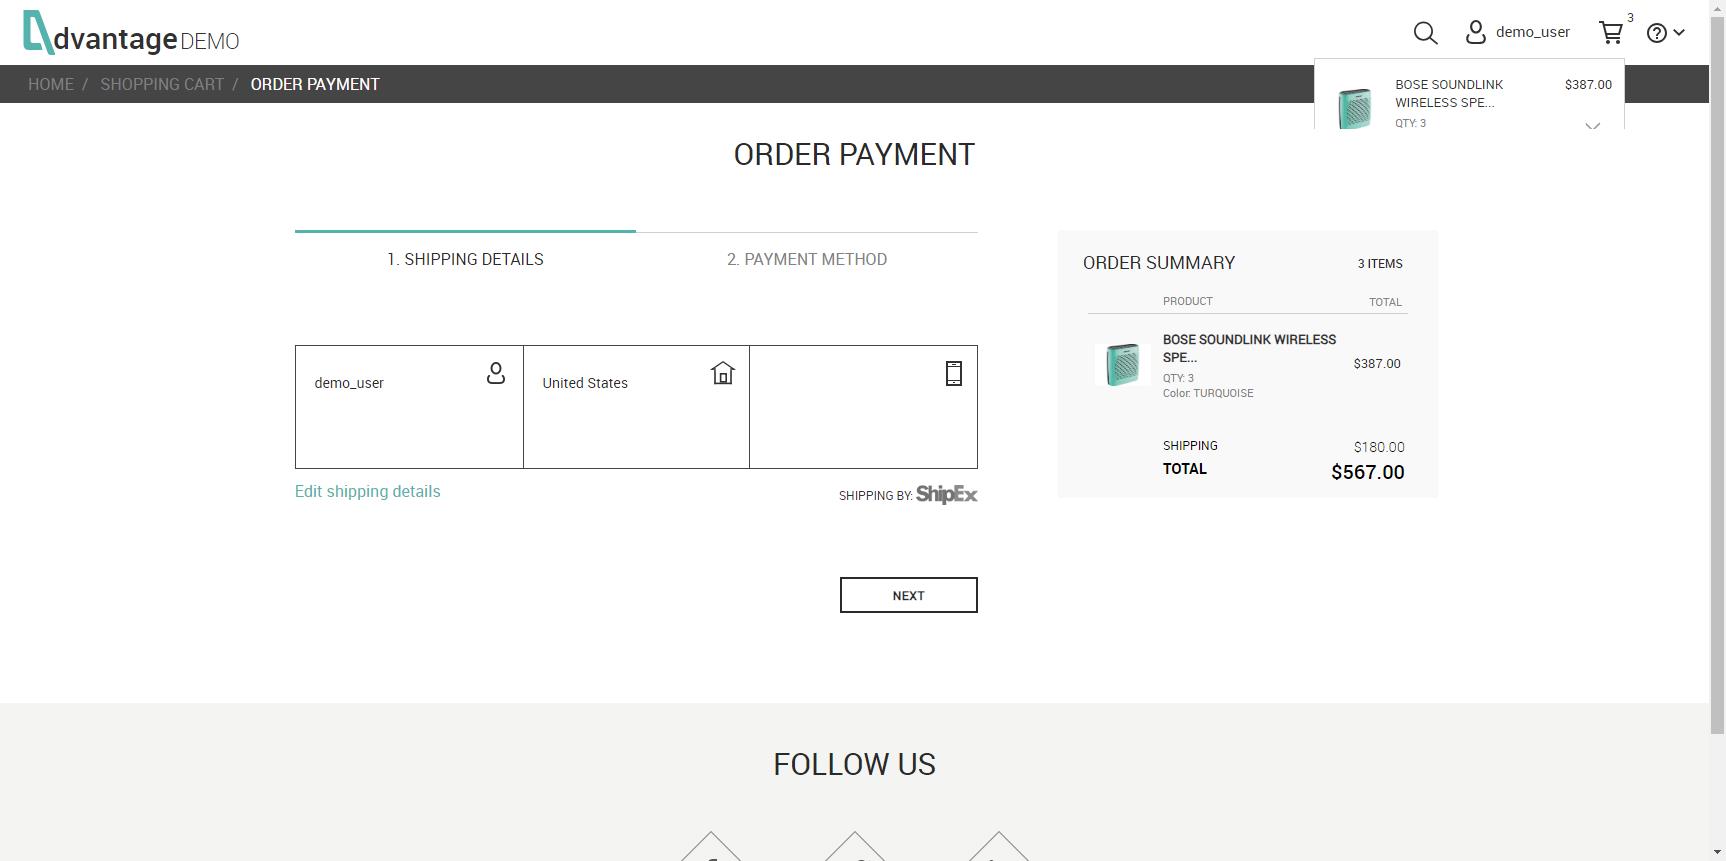 dvantage DEMO
demo_user
3
HOME / SHOPPING CART / ORDER PAYMENT
BOSE SOUNDLINK
WIRELESS SPE...
$387.00
QTY: 3
ORDER PAYMENT
1. SHIPPING DETAILS
2. PAYMENT METHOD
demo_user
United States
Edit shipping details
SHIPPING BY: ShipEx
NEXT
ORDER SUMMARY
3 ITEMS
PRODUCT
TOTAL
BOSE SOUNDLINK WIRELESS
SPE...
$387.00
QTY: 3
Color: TURQUOISE
SHIPPING $180.00
TOTAL $567.00
FOLLOW US